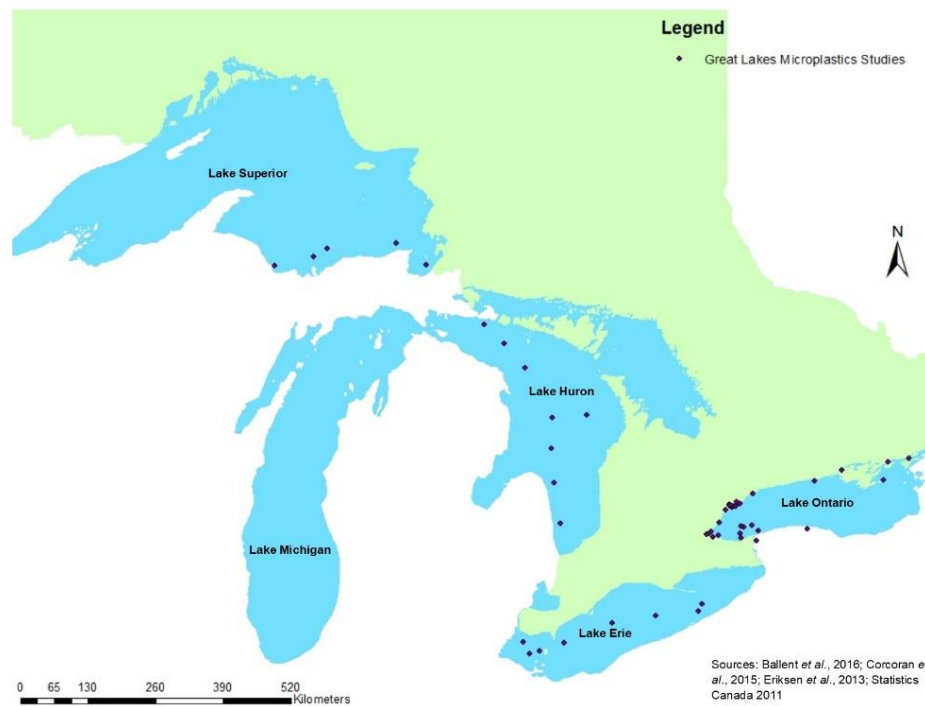 Legend
Great Lakes Microplastics Studies
Lake Superior
N
Lake Huron
Lake Ontario
Lake Michigan
Lake Erie
Sources: Ballent et al., 2016; Corcoran e
al., 2015; Eriksen et al., 2013; Statistics
Canada 2011
0 65 130 260 390 520
Kilometers